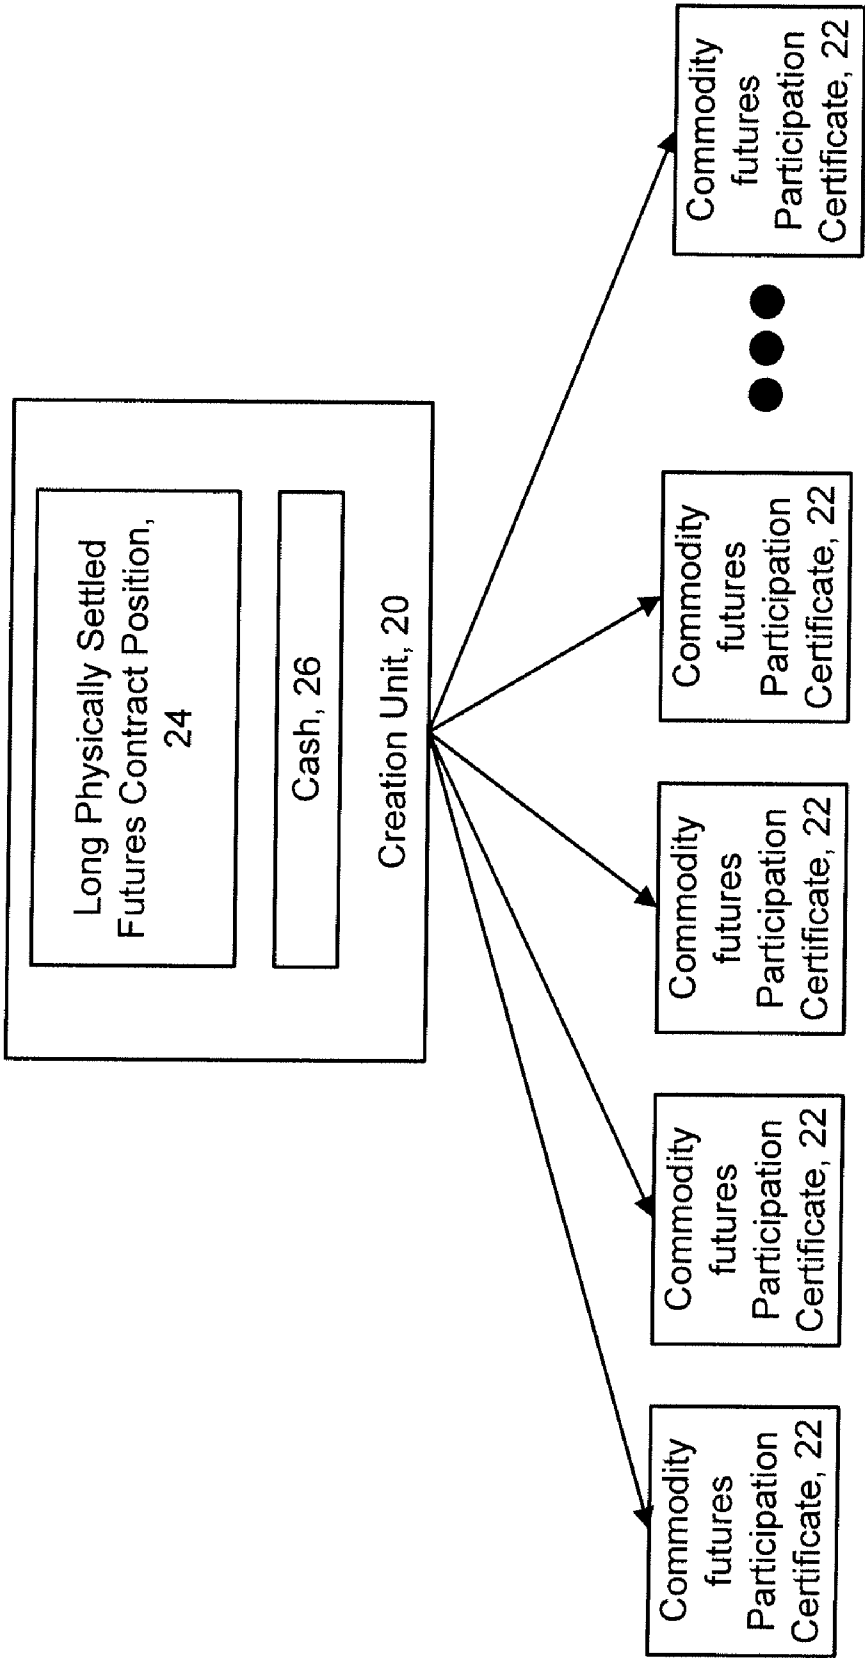 Long Physically Settled
Futures Contract Position,
24
Cash, 26
Creation Unit, 20
Commodity
futures
Participation
Certificate, 22
Commodity
futures
Participation
Certificate, 22
Commodity
futures
Participation
Certificate, 22
Commodity
futures
Participation
Certificate, 22
Commodity
futures
Participation
Certificate, 22